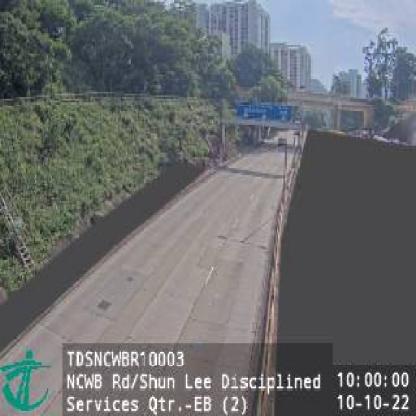 TDSNCWBR10003
NCWB Rd/Shun Lee Disciplined 10:00:00
Services Qtr.-EB (2) 10-10-22